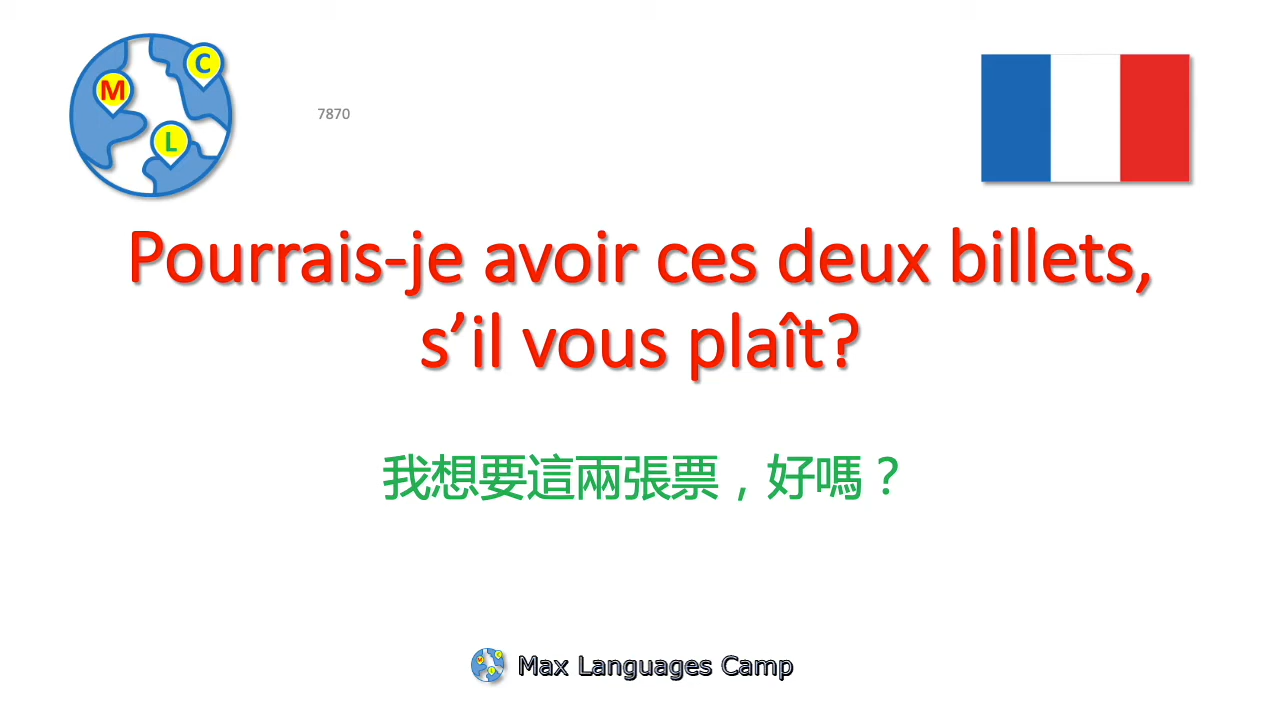 C
M
L
7870
Pourrais-je avoir ces deux billets,
s’il vous plaît?
我想要這兩張票，好嗎？
Max Languages Camp